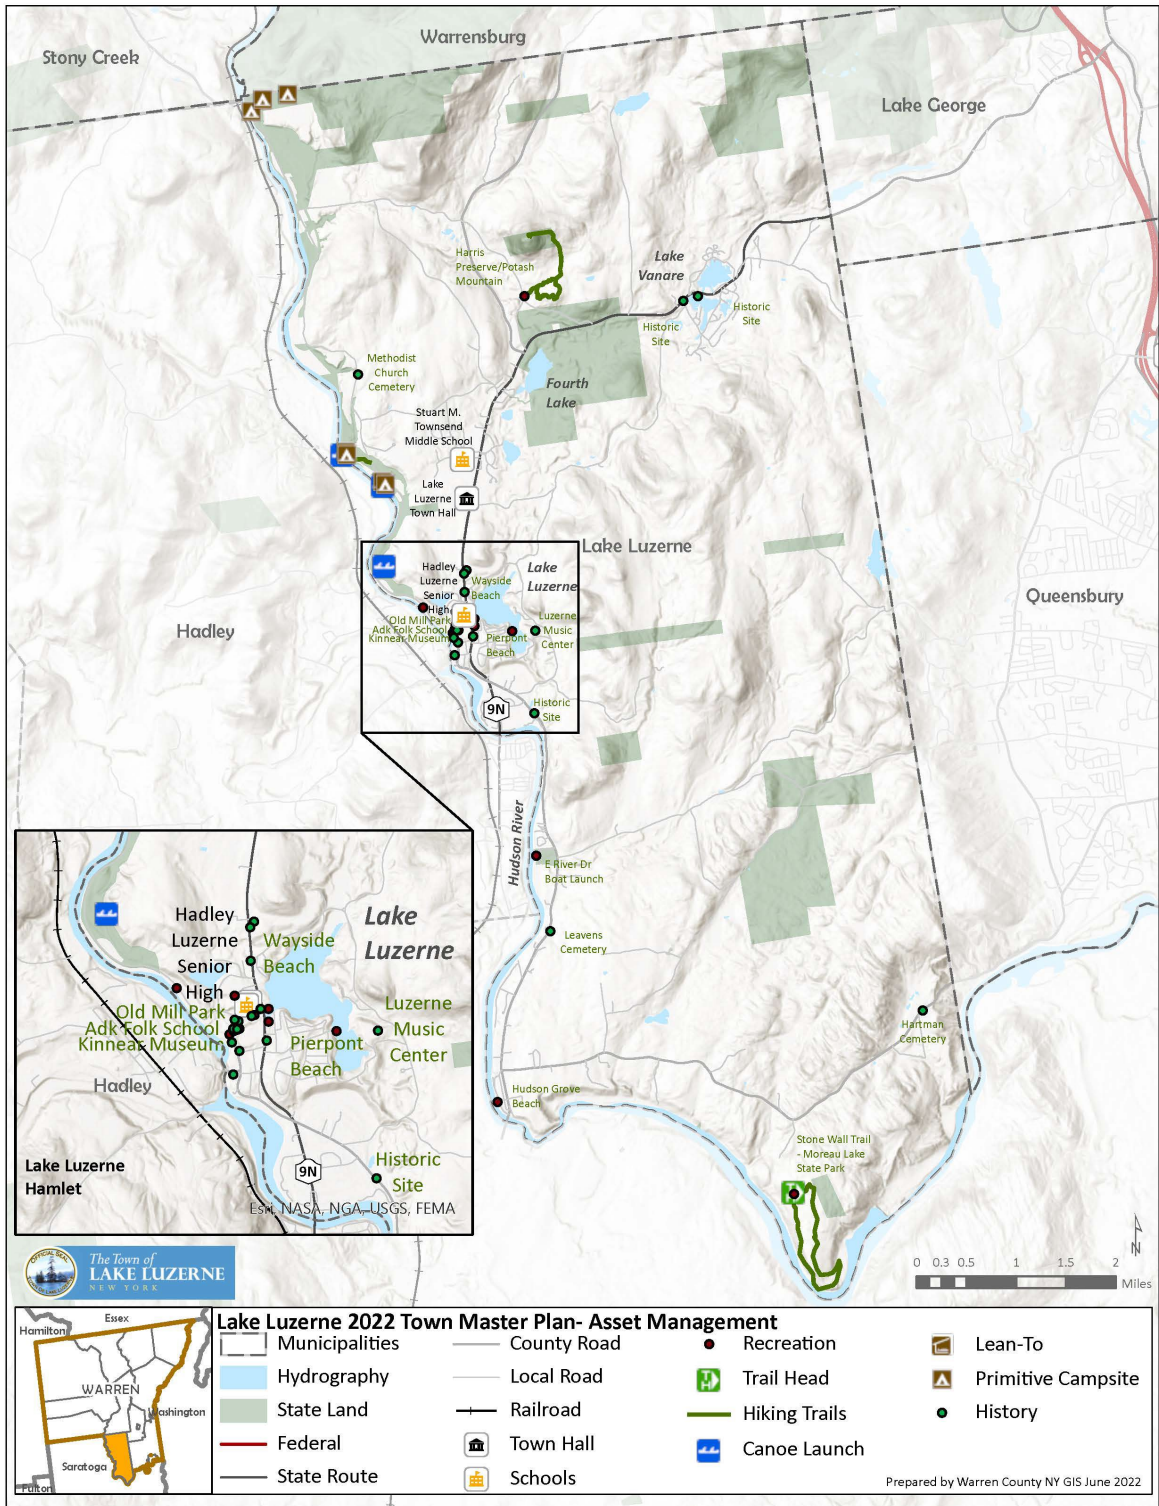 Stony Creek
Warrensburg
Lake George
Harris
Preserve/Potash
Mountain
Lake
Vanare
Historic
Site
Historic
Site
Methodist
Church
Cemetery
Fourth
Lake
Stuart M.
Townsend
Middle School
Lake
Luzerne
Town Hall
Lake Luzerne
Hadley
Luzerne
Senior
High
Lake
Luzerne
Wayside
Beach
Old Mill Park
Adk Folk School
Kinnear Museum
Pierpont
Beach
Luzerne
Music
Center
Queensbury
Hadley
Historic
Site
9N
Hudson River
E River Dr
Boat Launch
Leavens
Cemetery
Hartman
Cemetery
Hudson Grove
Beach
Stone Wall Trail
- Moreau Lake
State Park
Hadley
Luzerne
Senior
High
Lake
Luzerne
Wayside
Beach
Old Mill Park
Adk Folk School
Kinnear Museum
Pierpont
Beach
Luzerne
Music
Center
Hadley
Lake Luzerne
Hamlet
9N
Historic
Site
Esri, NASA, NGA, USGS, FEMA
N
0 0.3 0.5 1 1.5 2
Miles
The Town of
LAKE LUZERNE
NEW YORK
Hamilton
Essex
WARREN
Washington
Saratoga
Fulton
Lake Luzerne 2022 Town Master Plan- Asset Management
Municipalities
Hydrography
State Land
Federal
State Route
County Road
Local Road
Railroad
Town Hall
Schools
Recreation
TH
Trail Head
Hiking Trails
Canoe Launch
Lean-To
Primitive Campsite
History
Prepared by Warren County NY GIS June 2022